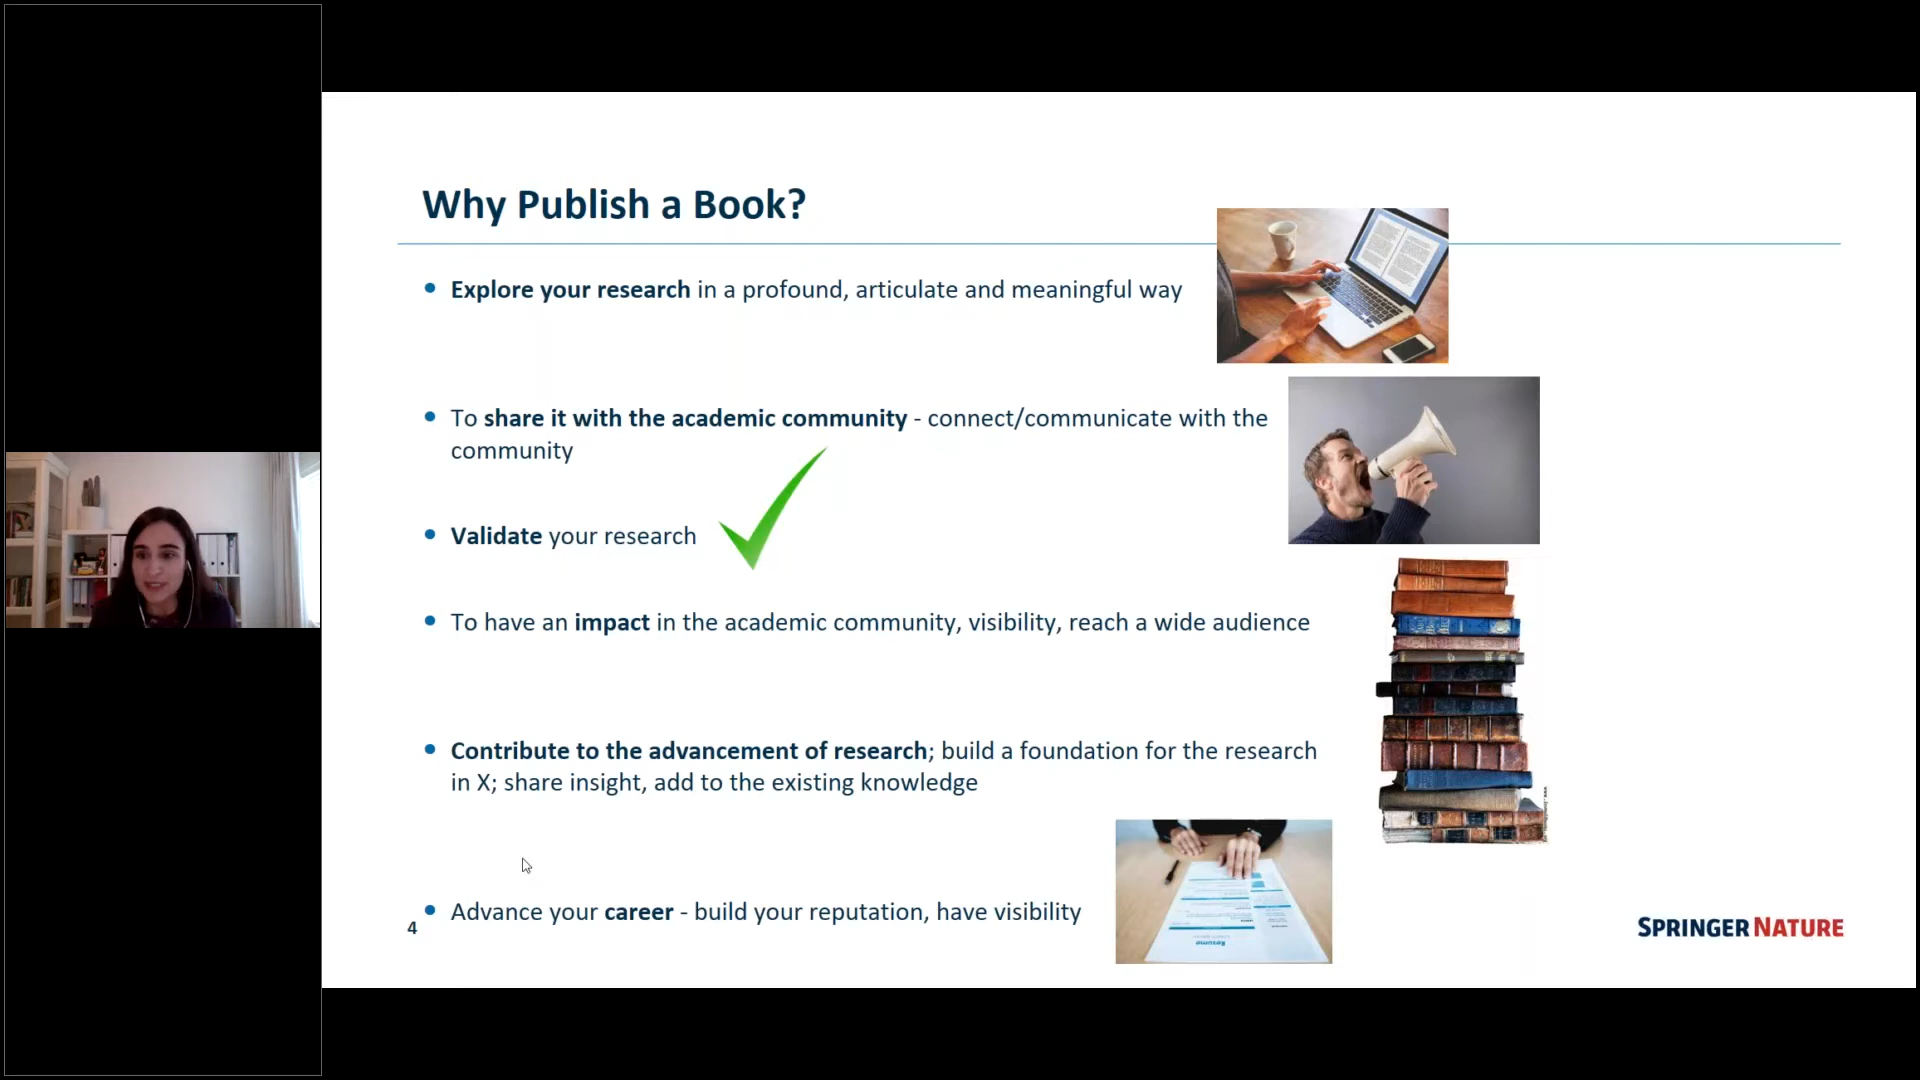 Why Publish a Book?
Explore your research in a profound, articulate and meaningful way
To share it with the academic community - connect/communicate with the
community
Validate your research
To have an impact in the academic community, visibility, reach a wide audience
Contribute to the advancement of research; build a foundation for the research
in X; share insight, add to the existing knowledge
Resume
Advance your career - build your reputation, have visibility
4
SPRINGER NATURE